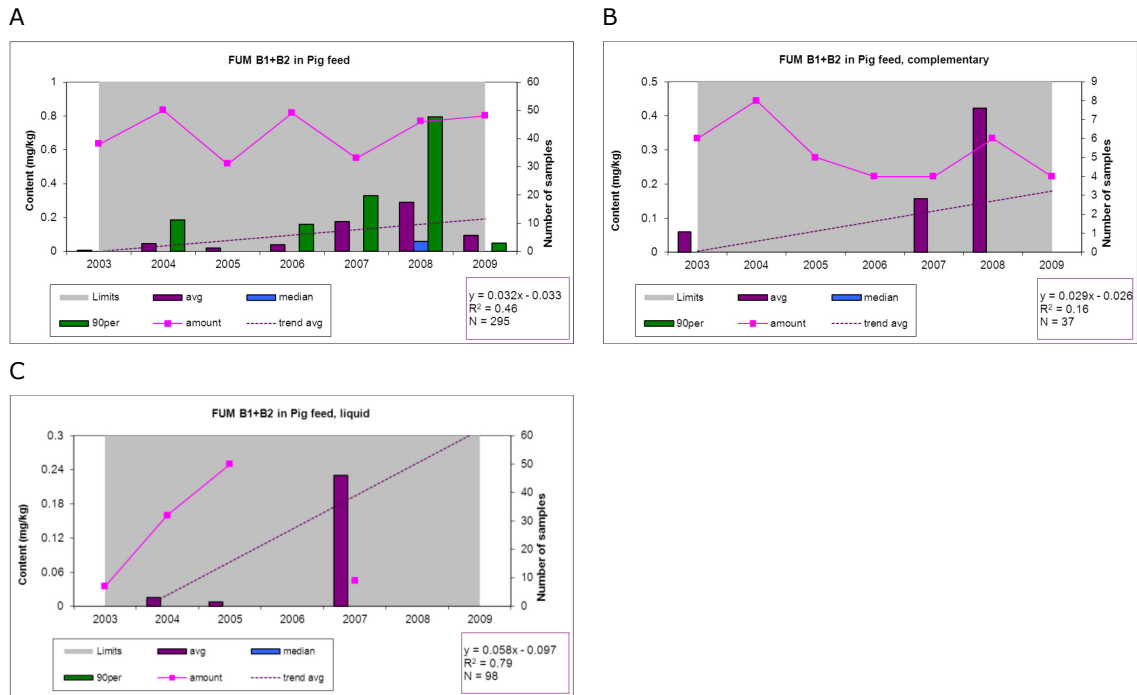 A
FUM B1+B2 in Pig feed
Content (mg/kg)
1
0.8
0.6
0.4
0.2
0
60
50
40
30
20
10
0
Number of samples
2003 2004 2005 2006 2007 2008 2009
Limits avg median
90per amount trend avg
y = 0.032x - 0.033
R² = 0.46
N = 295
B
FUM B1+B2 in Pig feed, complementary
Content (mg/kg)
0.5
0.4
0.3
0.2
0.1
0
9
8
7
6
5
4
3
2
1
0
Number of samples
2003 2004 2005 2006 2007 2008 2009
Limits avg median
90per amount trend avg
y = 0.029x - 0.026
R² = 0.16
N = 37
C
FUM B1+B2 in Pig feed, liquid
Content (mg/kg)
0.3
0.24
0.18
0.12
0.06
0
60
50
40
30
20
10
0
Number of samples
2003 2004 2005 2006 2007 2008 2009
Limits avg median
90per amount trend avg
y = 0.058x - 0.097
R² = 0.79
N = 98